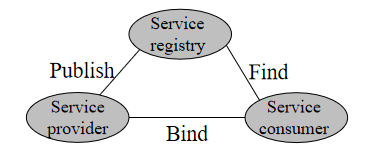 Service
registry
Publish
Find
Service
provider
Service
consumer
Bind